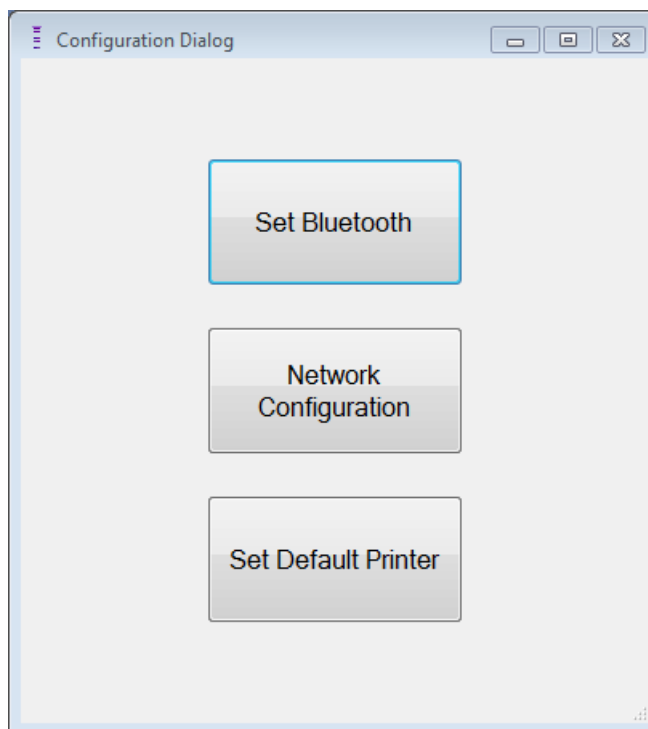 Configuration Dialog
Set Bluetooth
Network
Configuration
Set Default Printer